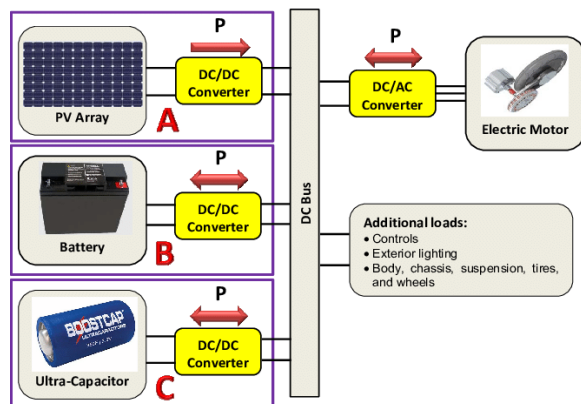 P
DC/DC
Converter
PV Array
A
P
DC/DC
Converter
Battery
B
P
BOOSTCAP
ULTRACAPACITORS
DC/DC
Converter
Ultra-Capacitor
C
DC Bus
P
DC/AC
Converter
Electric Motor
Additional loads:
• Controls
• Exterior lighting
• Body, chassis, suspension, tires,
and wheels